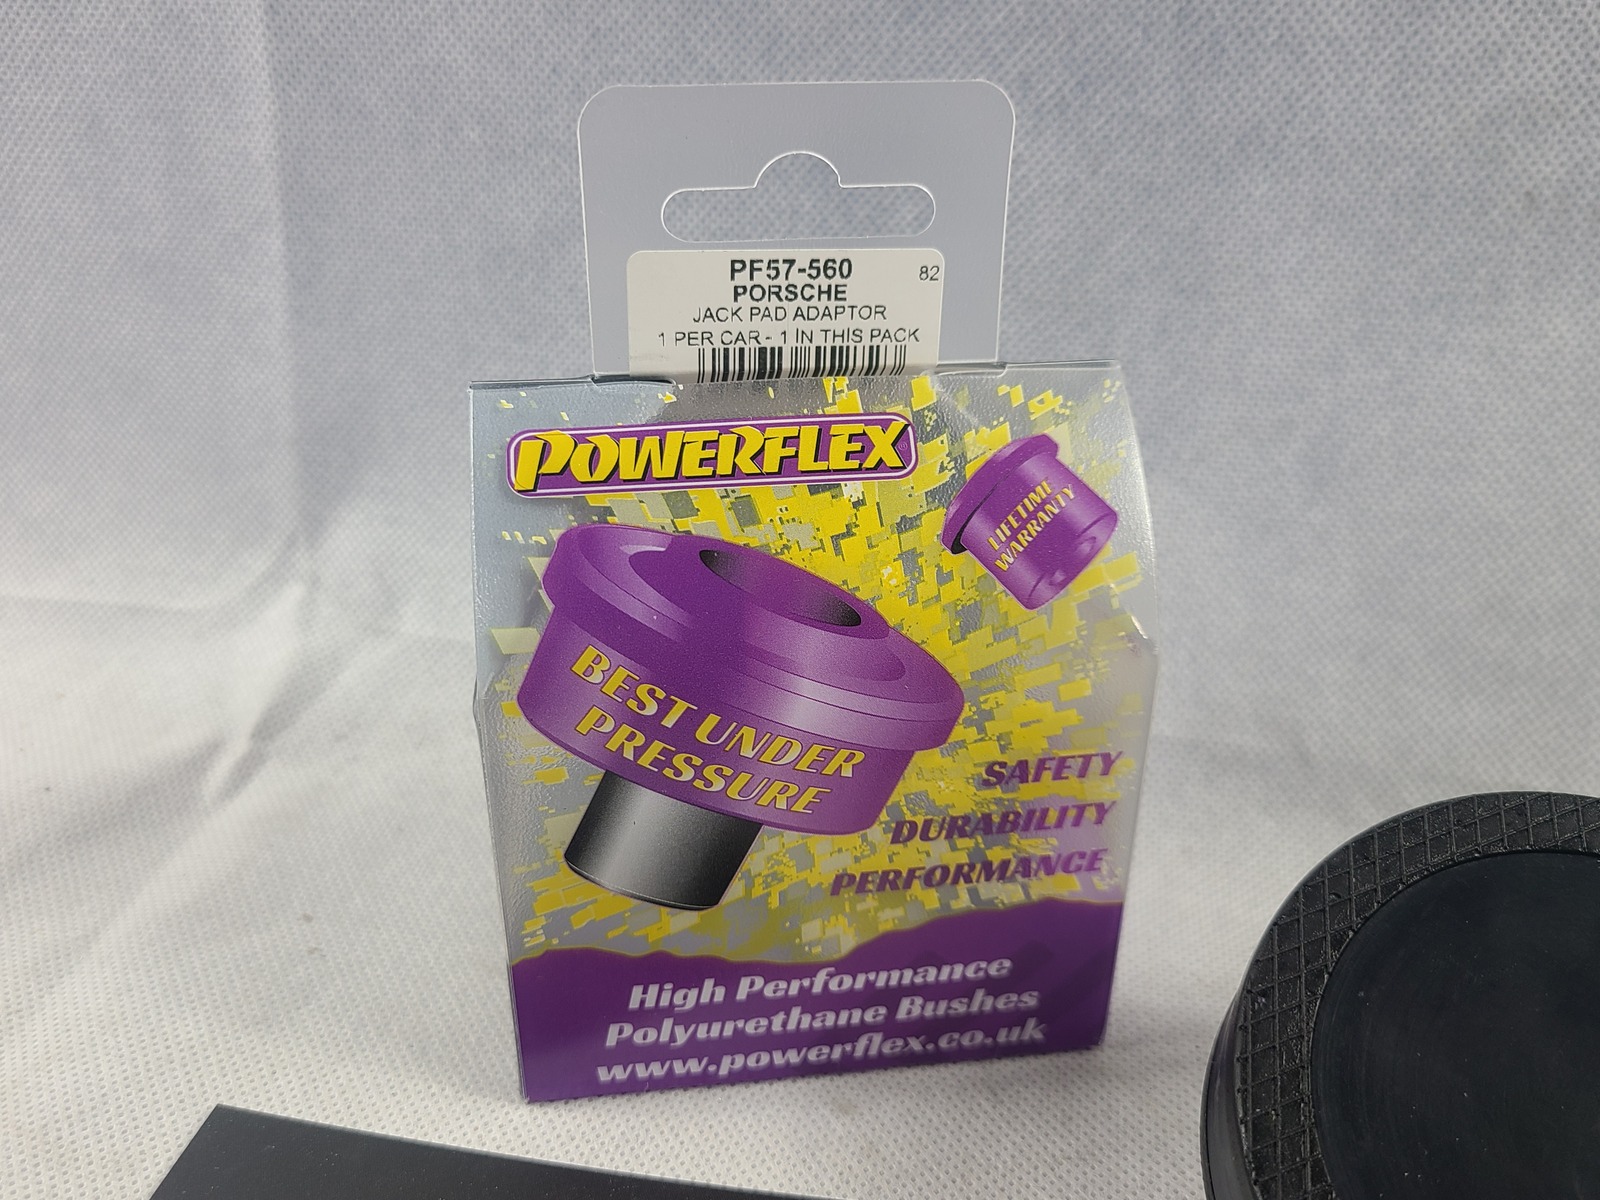 PF57-560
82
PORSCHE
JACK PAD ADAPTOR
1 PER CAR - 1 IN THIS PACK
POWERFLEX
LIFETIME
WARRANTY
BEST UNDER
PRESSURE
SAFETY
DURABILITY
PERFORMANCE
High Performance
Polyurethane Bushes
www.powerflex.co.uk